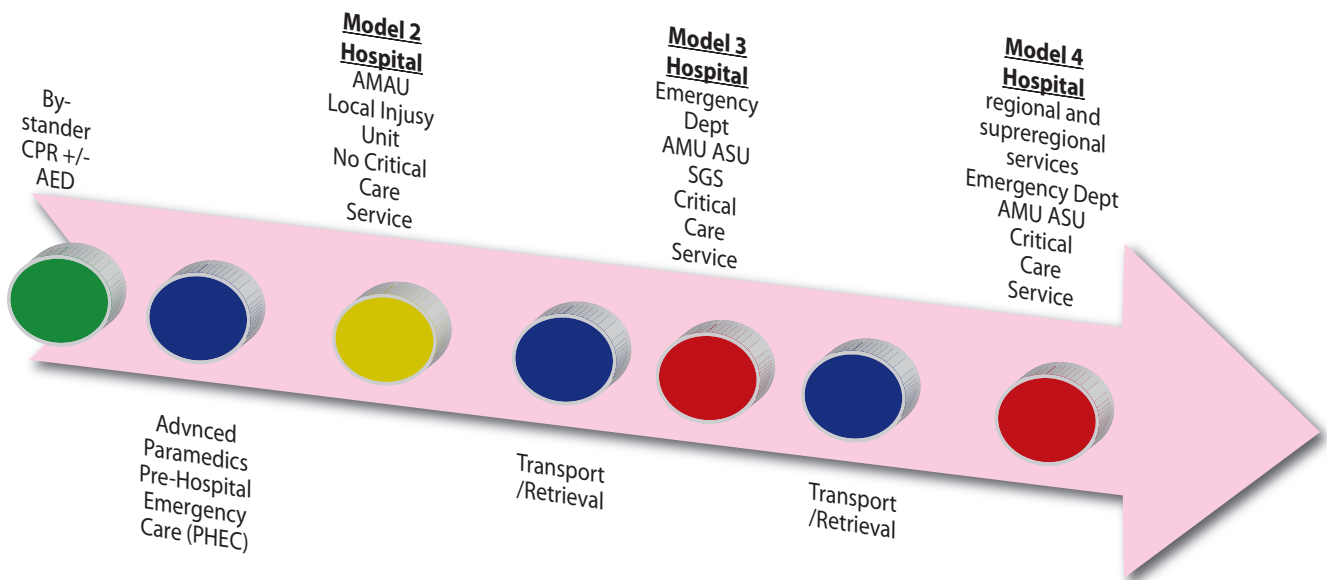 By-
stander
CPR +/-
AED
Advnced
Paramedics
Pre-Hospital
Emergency
Care (PHEC)
Model 2
Hospital
AMAU
Local Injusy
Unit
No Critical
Care
Service
Transport
/Retrieval
Model 3
Hospital
Emergency
Dept
AMU ASU
SGS
Critical
Care
Service
Transport
/Retrieval
Model 4
Hospital
regional and
supreregional
services
Emergency Dept
AMU ASU
Critical
Care
Service